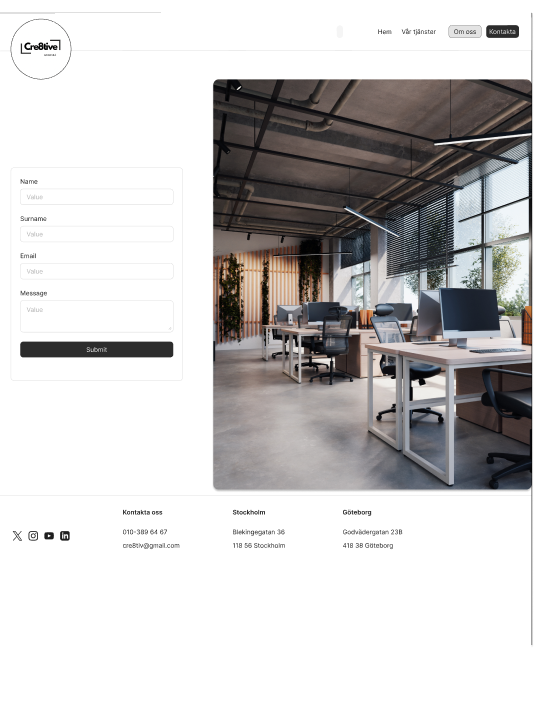 Cre8tive
Hem Vår tjänster Om oss Kontakta
Name
Value
Surname
Value
Email
Value
Message
Value
Submit
Kontakta oss
010-389 64 67
cre8tiv@gmail.com
Stockholm
Blekingegatan 36
118 56 Stockholm
Göteborg
Godvädergatan 23B
418 38 Göteborg